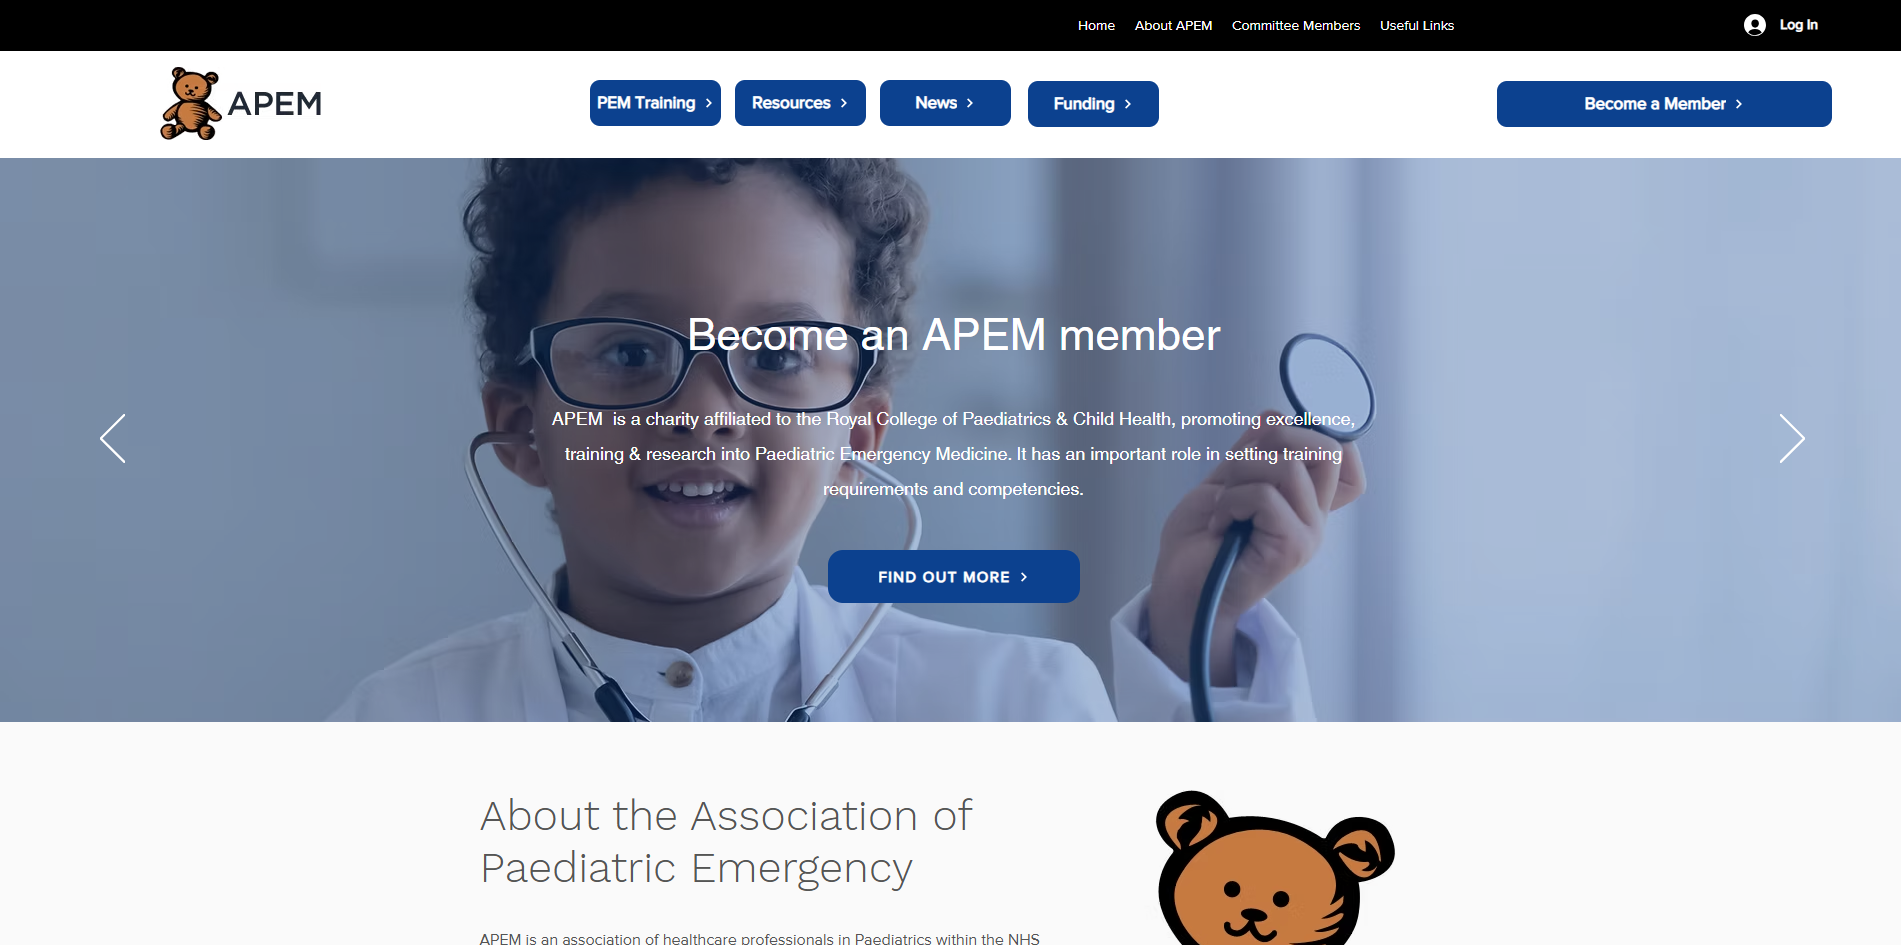 Home About APEM Committee Members Useful Links Log In
APEM PEM Training Resources News Funding Become a Member
Become an APEM member
APEM is a charity affiliated to the Royal College of Paediatrics & Child Health, promoting excellence,
training & research into Paediatric Emergency Medicine. It has an important role in setting training
requirements and competencies.
FIND OUT MORE
About the Association of
Paediatric Emergency
APEM is an association of healthcare professionals in Paediatrics within the NHS